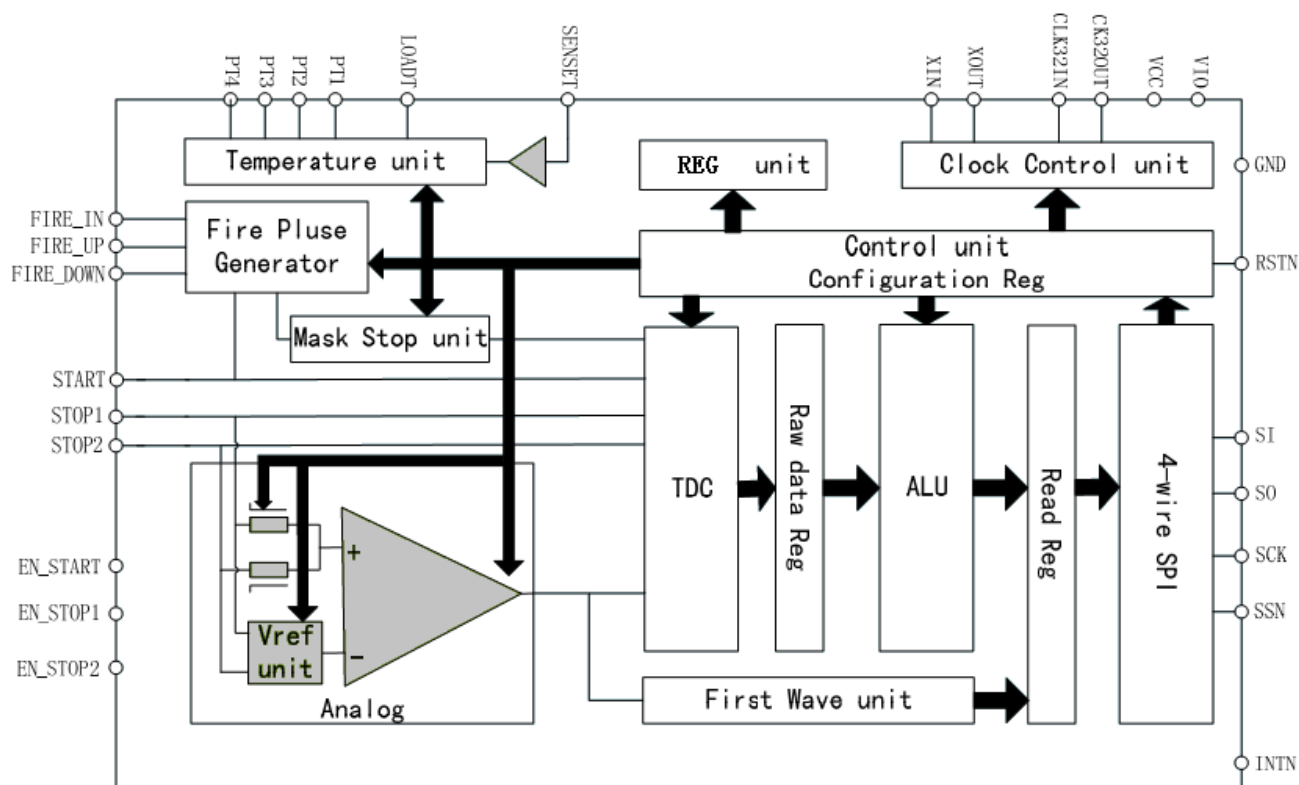 PT4
PT3
PT2
PT1
LOADT
SENSET
XIN
XOUT
CLK32IN
CK32OUT
VCC
VIO
Temperature unit
REG unit
Clock Control unit
GND
FIRE_IN
FIRE_UP
FIRE_DOWN
Fire Pluse
Generator
Control unit
Configuration Reg
RSTN
Mask Stop unit
START
STOP1
STOP2
TDC
Raw data Reg
ALU
Read Reg
4-wire SPI
SI
SO
SCK
SSN
EN_START
EN_STOP1
EN_STOP2
+
Vref
unit
-
Analog
First Wave unit
INTN